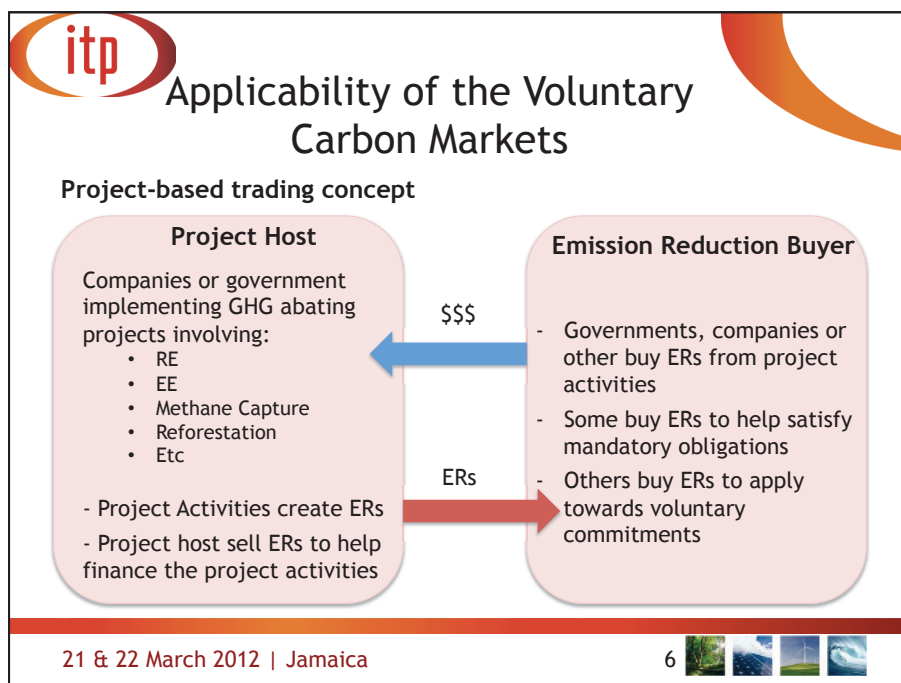 itp
Applicability of the Voluntary
Carbon Markets
Project-based trading concept
Project Host
Companies or government
implementing GHG abating
projects involving:
• RE
• EE
• Methane Capture
• Reforestation
• Etc
- Project Activities create ERs
- Project host sell ERs to help
finance the project activities
$$$
ERs
Emission Reduction Buyer
- Governments, companies or
other buy ERs from project
activities
- Some buy ERs to help satisfy
mandatory obligations
- Others buy ERs to apply
towards voluntary
commitments
21 & 22 March 2012 | Jamaica
6